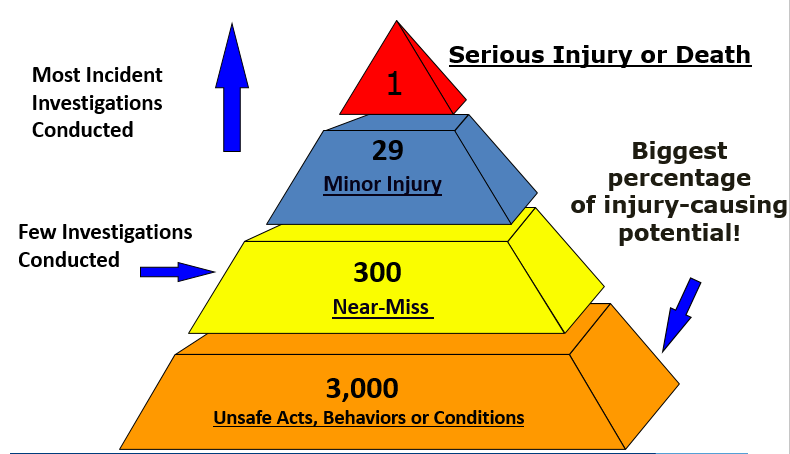 Serious Injury or Death
Most Incident
Investigations
Conducted
1
29
Minor Injury
Biggest
percentage
of injury-causing
potential!
Few Investigations
Conducted
300
Near-Miss
3,000
Unsafe Acts, Behaviors or Conditions